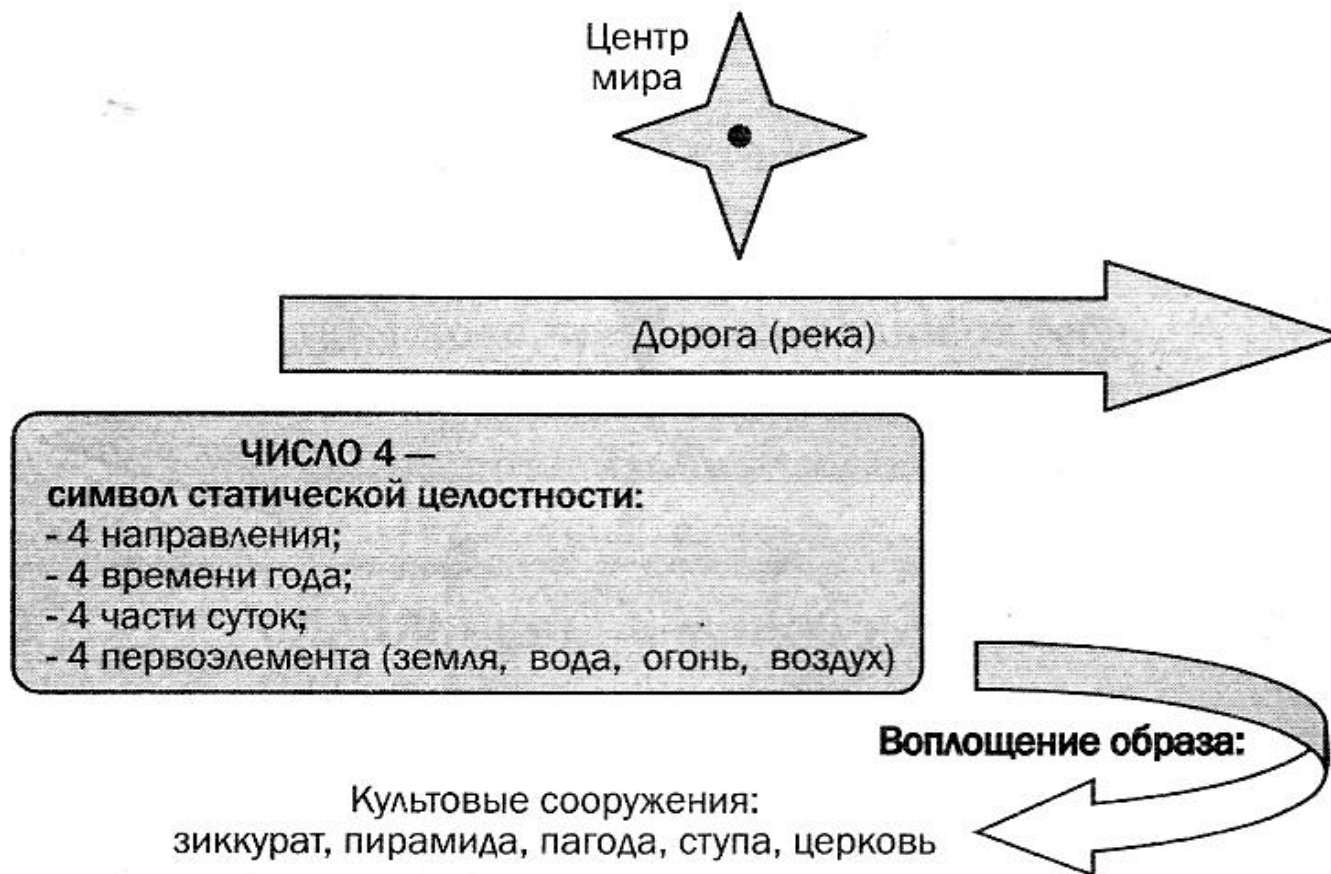 Центр
мира
Дорога (река)
ЧИСЛО 4 —
символ статической целостности:
- 4 направления;
- 4 времени года;
- 4 части суток;
- 4 первоэлемента (земля, вода, огонь, воздух)
Воплощение образа:
Культовые сооружения:
зиккурат, пирамида, пагода, ступа, церковь